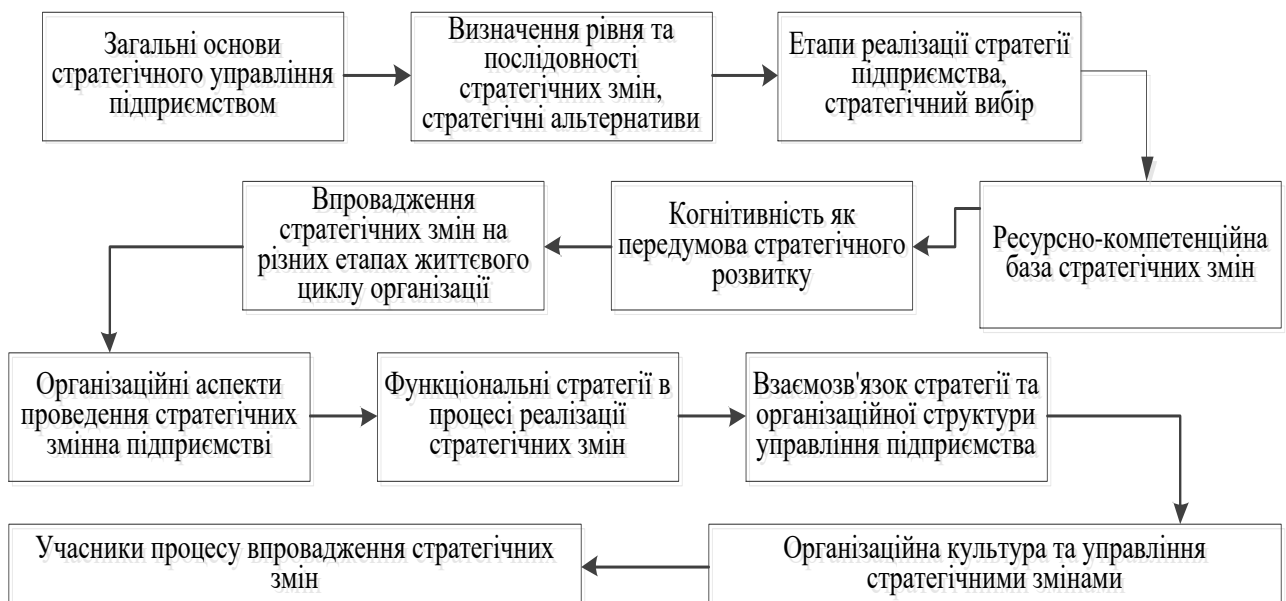 Загальні основи
стратегічного управління
підприємством
Визначення рівня та
послідовності
стратегічних змін,
стратегічні альтернативи
Етапи реалізації стратегії
підприємства,
стратегічний вибір
Ресурсно-компетенційна
база стратегічних змін
Когнітивність як
передумова стратегічного
розвитку
Впровадження
стратегічних змін на
різних етапах життєвого
циклу організації
Організаційні аспекти
проведення стратегічних
змінна підприємстві
Функціональні стратегії в
процесі реалізації
стратегічних змін
Взаємозв'язок стратегії та
організаційної структури
управління підприємства
Організаційна культура та управління
стратегічними змінами
Учасники процесу впровадження стратегічних
змін